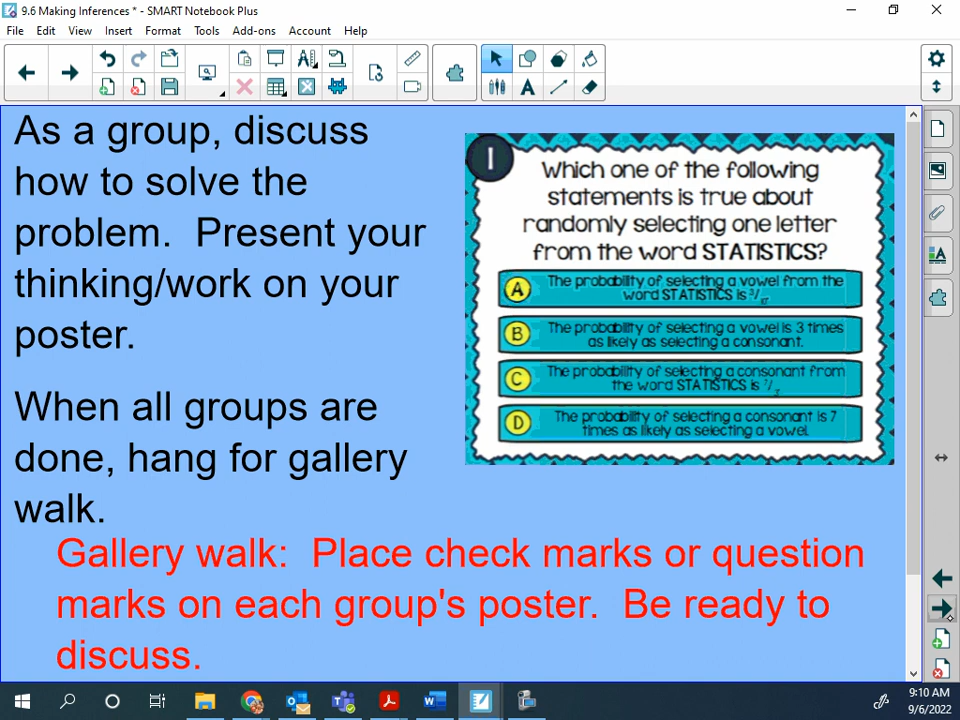 9.6 Making Inferences * - SMART Notebook Plus
File Edit View Insert Format Tools Add-ons Account Help
As a group, discuss
how to solve the
problem. Present your
thinking/work on your
poster.
When all groups are
done, hang for gallery
walk.
1
Which one of the following
statements is true about
randomly selecting one letter
from the word STATISTICS?
A The probability of selecting a vowel from the
word STATISTICS is
B The probability of selecting a vowel is 3 times
as likely as selecting a consonant.
C The probability of selecting a consonant from
the word STATISTICS is
D The probability of selecting a consonant is 7
times as likely as selecting a vowel.
Gallery walk: Place check marks or question
marks on each group's poster. Be ready to
discuss.
9:10 AM
9/6/2022